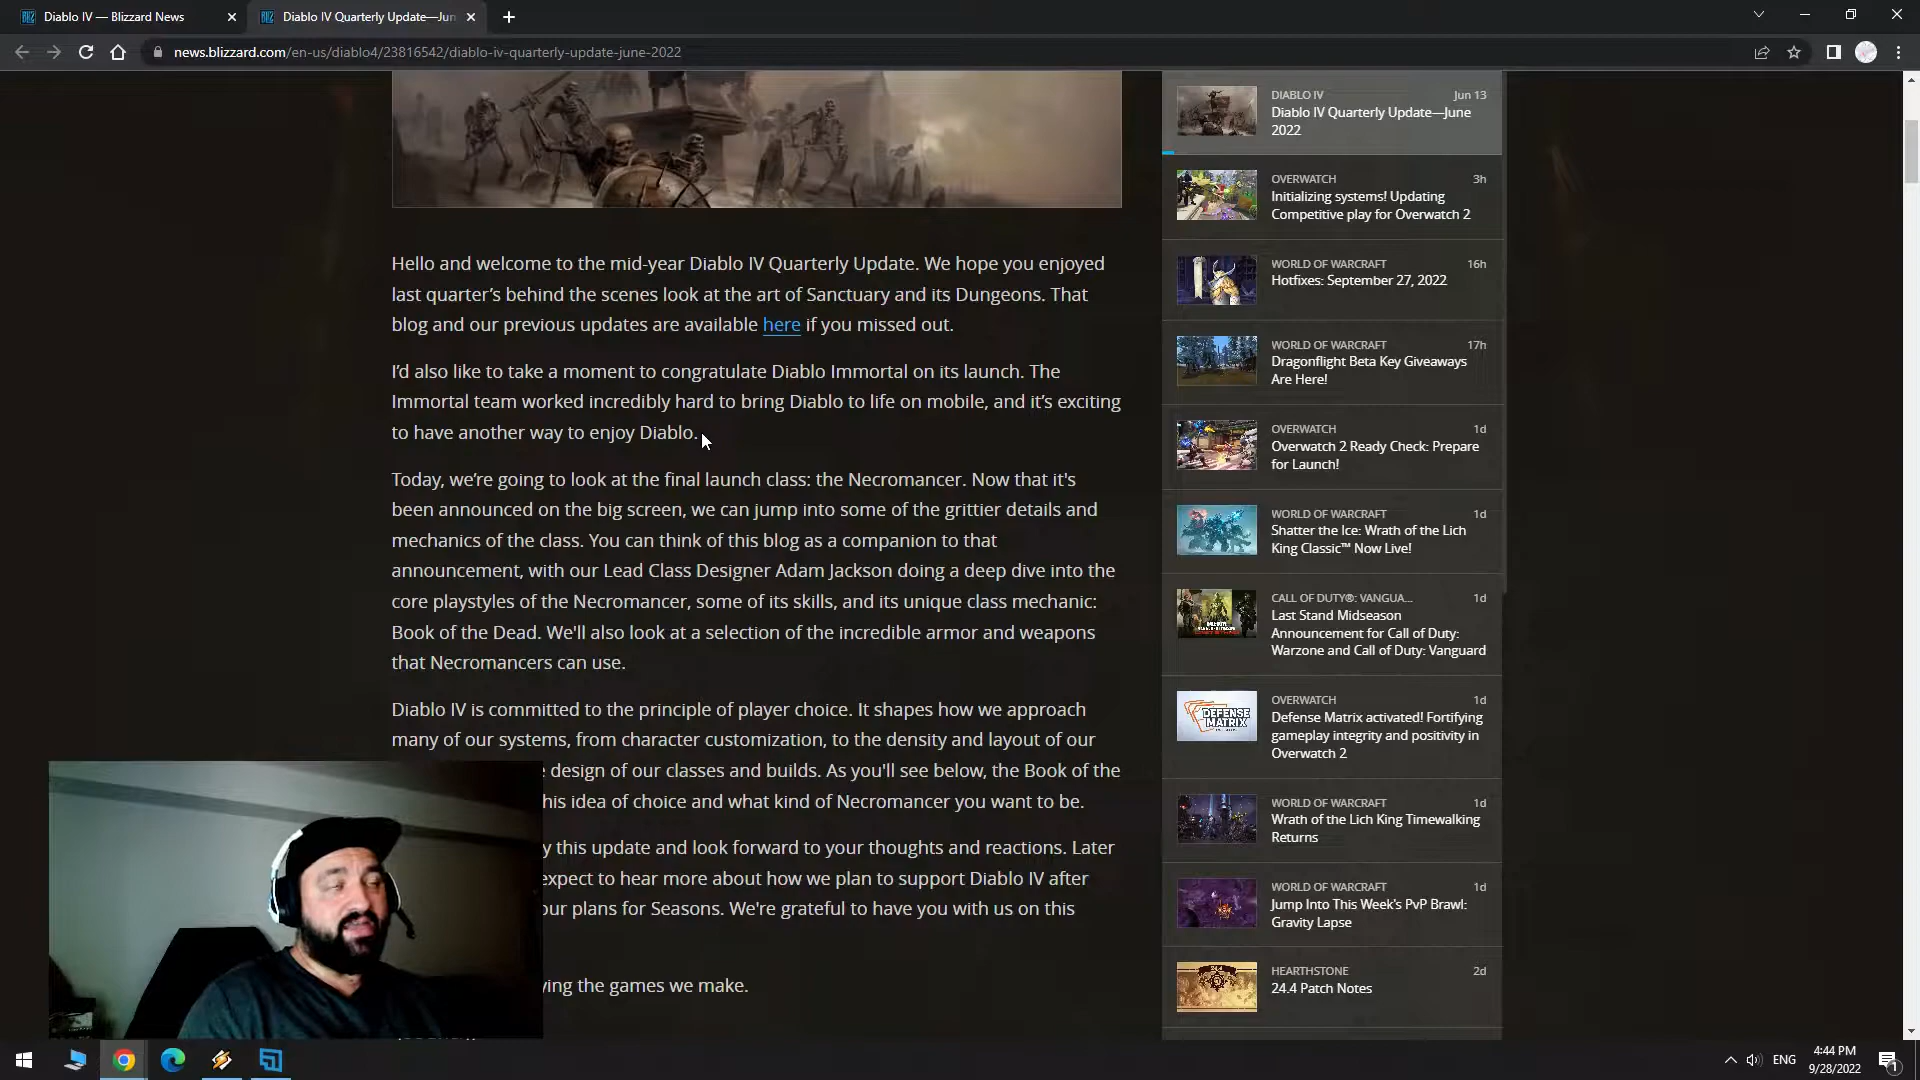 Diablo IV — Blizzard News
Diablo IV Quarterly Update—Jun
news.blizzard.com/en-us/diablo4/23816542/diablo-iv-quarterly-update-june-2022
Hello and welcome to the mid-year Diablo IV Quarterly Update. We hope you enjoyed
last quarter's behind the scenes look at the art of Sanctuary and its Dungeons. That
blog and our previous updates are available here if you missed out.
I'd also like to take a moment to congratulate Diablo Immortal on its launch. The
Immortal team worked incredibly hard to bring Diablo to life on mobile, and it's exciting
to have another way to enjoy Diablo.
Today, we're going to look at the final launch class: the Necromancer. Now that it's
been announced on the big screen, we can jump into some of the grittier details and
mechanics of the class. You can think of this blog as a companion to that
announcement, with our Lead Class Designer Adam Jackson doing a deep dive into the
core playstyles of the Necromancer, some of its skills, and its unique class mechanic:
Book of the Dead. We'll also look at a selection of the incredible armor and weapons
that Necromancers can use.
Diablo IV is committed to the principle of player choice. It shapes how we approach
many of our systems, from character customization, to the density and layout of our
design of our classes and builds. As you'll see below, the Book of the
his idea of choice and what kind of Necromancer you want to be.
y this update and look forward to your thoughts and reactions. Later
expect to hear more about how we plan to support Diablo IV after
our plans for Seasons. We're grateful to have you with us on this
ying the games we make.
DIABLO IV Jun 13
Diablo IV Quarterly Update—June
2022
OVERWATCH 3h
Initializing systems! Updating
Competitive play for Overwatch 2
WORLD OF WARCRAFT 16h
Hotfixes: September 27, 2022
WORLD OF WARCRAFT 17h
Dragonflight Beta Key Giveaways
Are Here!
OVERWATCH 1d
Overwatch 2 Ready Check: Prepare
for Launch!
WORLD OF WARCRAFT 1d
Shatter the Ice: Wrath of the Lich
King Classic™ Now Live!
CALL OF DUTY®: VANGUA... 1d
Last Stand Midseason
Announcement for Call of Duty:
Warzone and Call of Duty: Vanguard
DEFENSE
MATRIX
OVERWATCH 1d
Defense Matrix activated! Fortifying
gameplay integrity and positivity in
Overwatch 2
WORLD OF WARCRAFT 1d
Wrath of the Lich King Timewalking
Returns
WORLD OF WARCRAFT 1d
Jump Into This Week's PvP Brawl:
Gravity Lapse
24.4
HEARTHSTONE 2d
24.4 Patch Notes
ENG
4:44 PM
9/28/2022
1